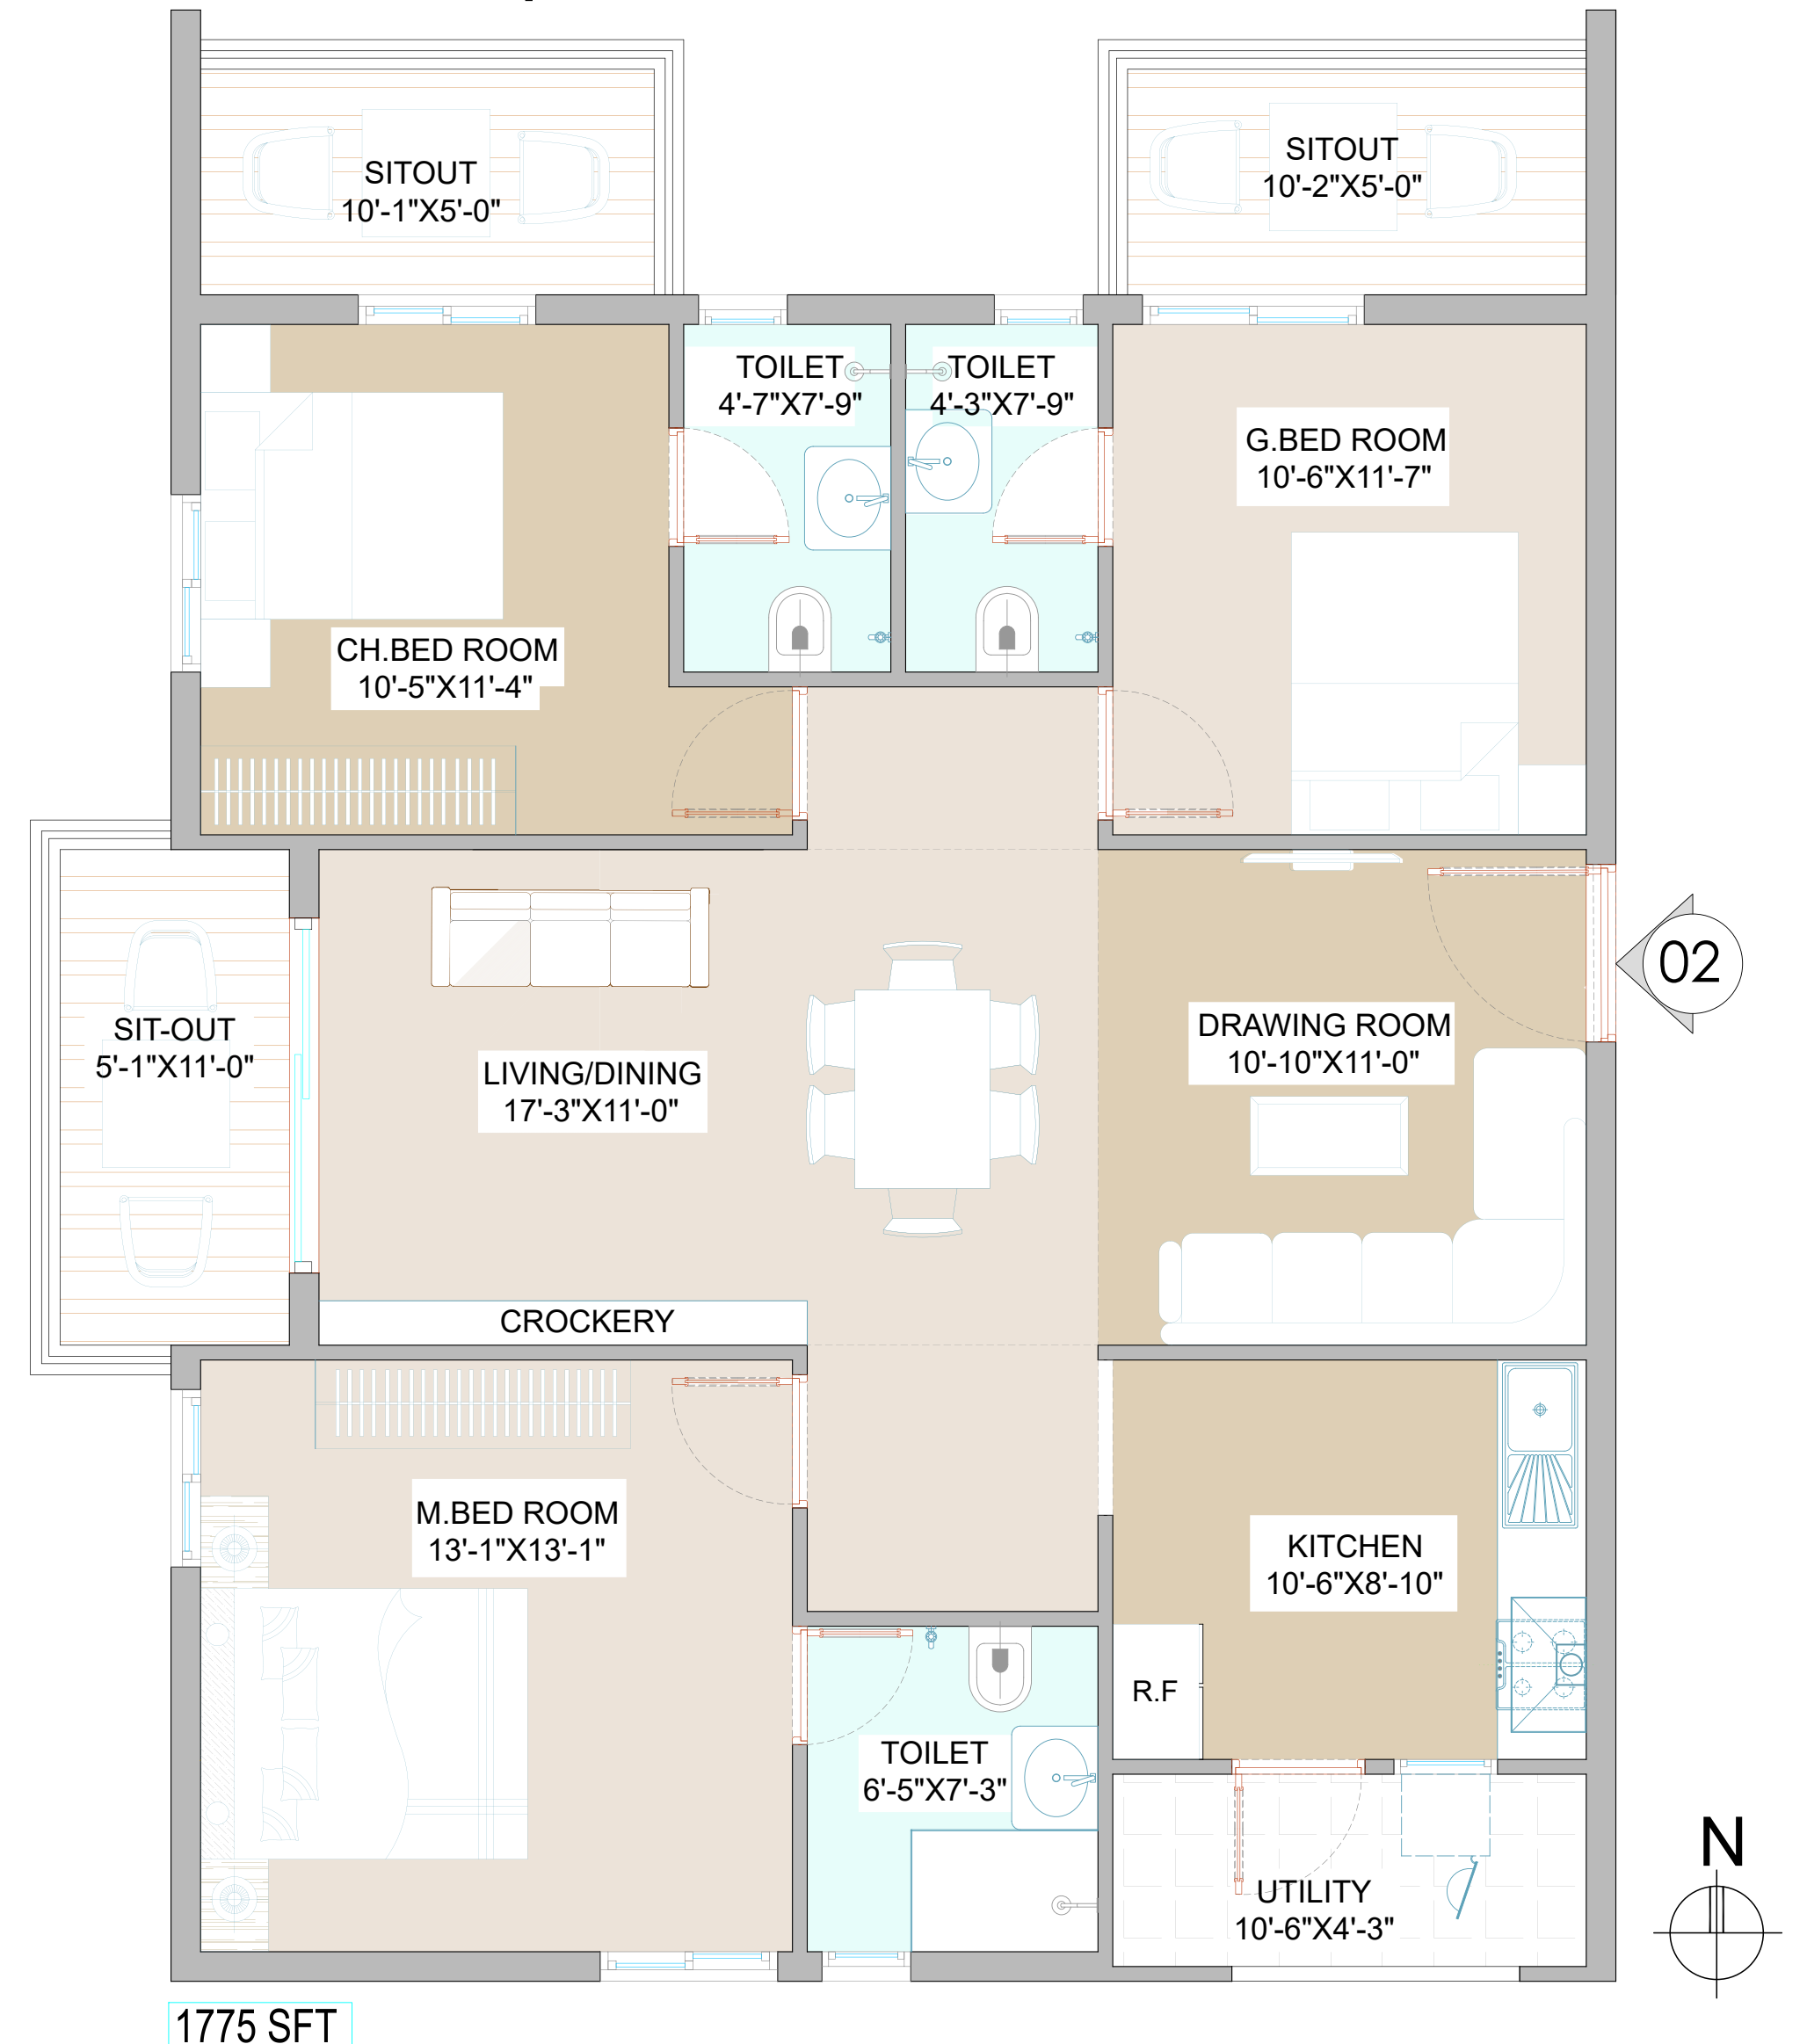 SITOUT
10'-1"X5'-0"
SITOUT
10'-2"X5'-0"
TOILET
4'-7"X7'-9"
TOILET
4'-3"X7'-9"
G.BED ROOM
10'-6"X11'-7"
CH.BED ROOM
10'-5"X11'-4"
02
SIT-OUT
5'-1"X11'-0"
LIVING/DINING
17'-3"X11'-0"
DRAWING ROOM
10'-10"X11'-0"
CROCKERY
M.BED ROOM
13'-1"X13'-1"
KITCHEN
10'-6"X8'-10"
R.F
TOILET
6'-5"X7'-3"
UTILITY
10'-6"X4'-3"
N
1775 SFT